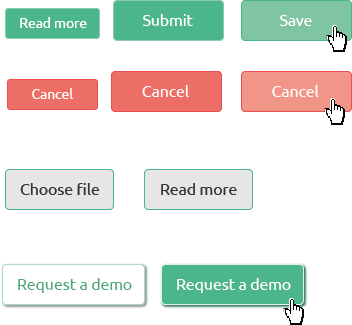 Read more Submit Save
Cancel Cancel Cancel
Choose file Read more
Request a demo Request a demo